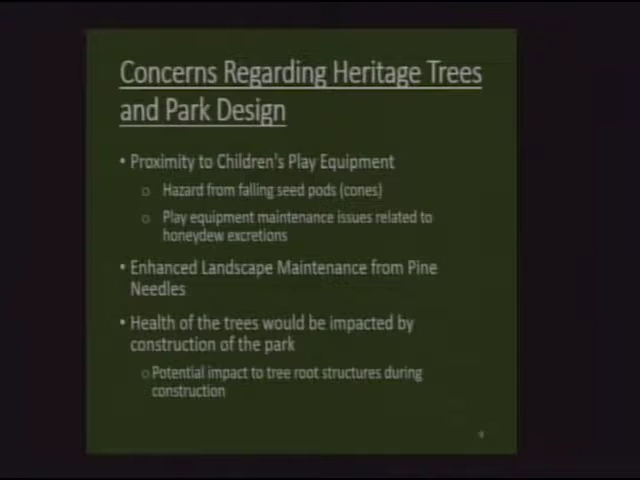 Concerns Regarding Heritage Trees
and Park Design
• Proximity to Children's Play Equipment
○ Hazard from falling seed pods (cones)
○ Play equipment maintenance issues related to
honeydew excretions
• Enhanced Landscape Maintenance from Pine
Needles
• Health of the trees would be impacted by
construction of the park
○ Potential impact to tree root structures during
construction